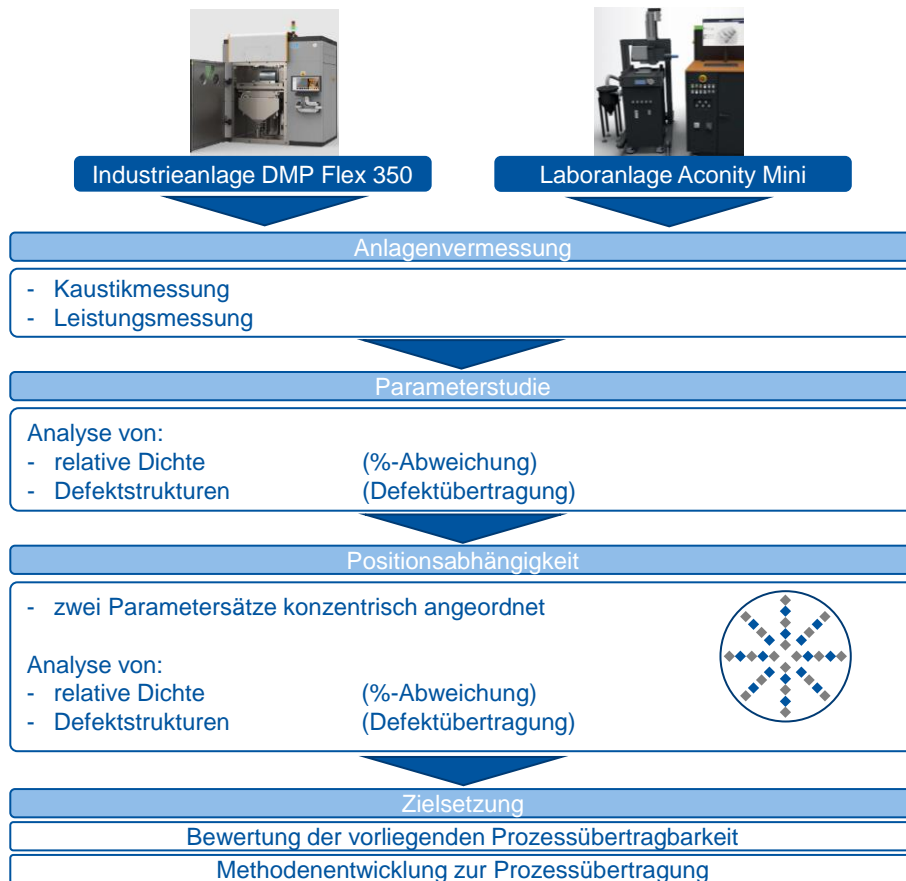 Industrieanlage DMP Flex 350
Laboranlage Aconity Mini
Anlagenvermessung
- Kaustikmessung
- Leistungsmessung
Parameterstudie
Analyse von:
- relative Dichte (%-Abweichung)
- Defektstrukturen (Defektübertragung)
Positionsabhängigkeit
- zwei Parametersätze konzentrisch angeordnet
Analyse von:
- relative Dichte (%-Abweichung)
- Defektstrukturen (Defektübertragung)
Zielsetzung
Bewertung der vorliegenden Prozessübertragbarkeit
Methodenentwicklung zur Prozessübertragung